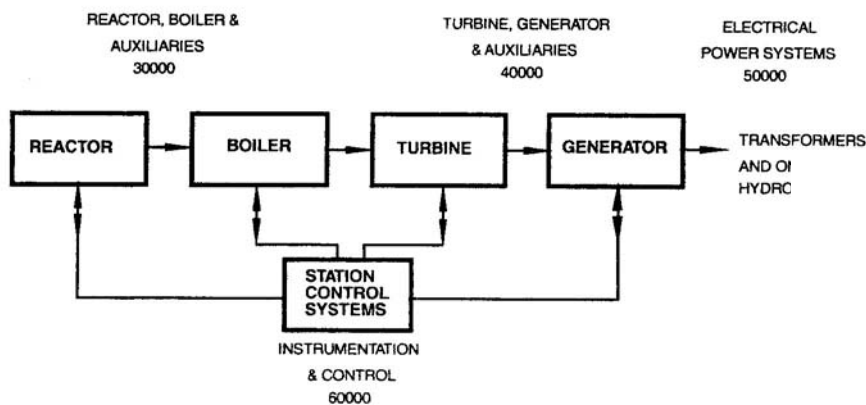 REACTOR, BOILER &
AUXILIARIES
30000
TURBINE, GENERATOR
& AUXILIARIES
40000
ELECTRICAL
POWER SYSTEMS
50000
REACTOR
BOILER
TURBINE
GENERATOR
TRANSFORMERS
AND
HYDRO
STATION
CONTROL
SYSTEMS
INSTRUMENTATION
& CONTROL
60000